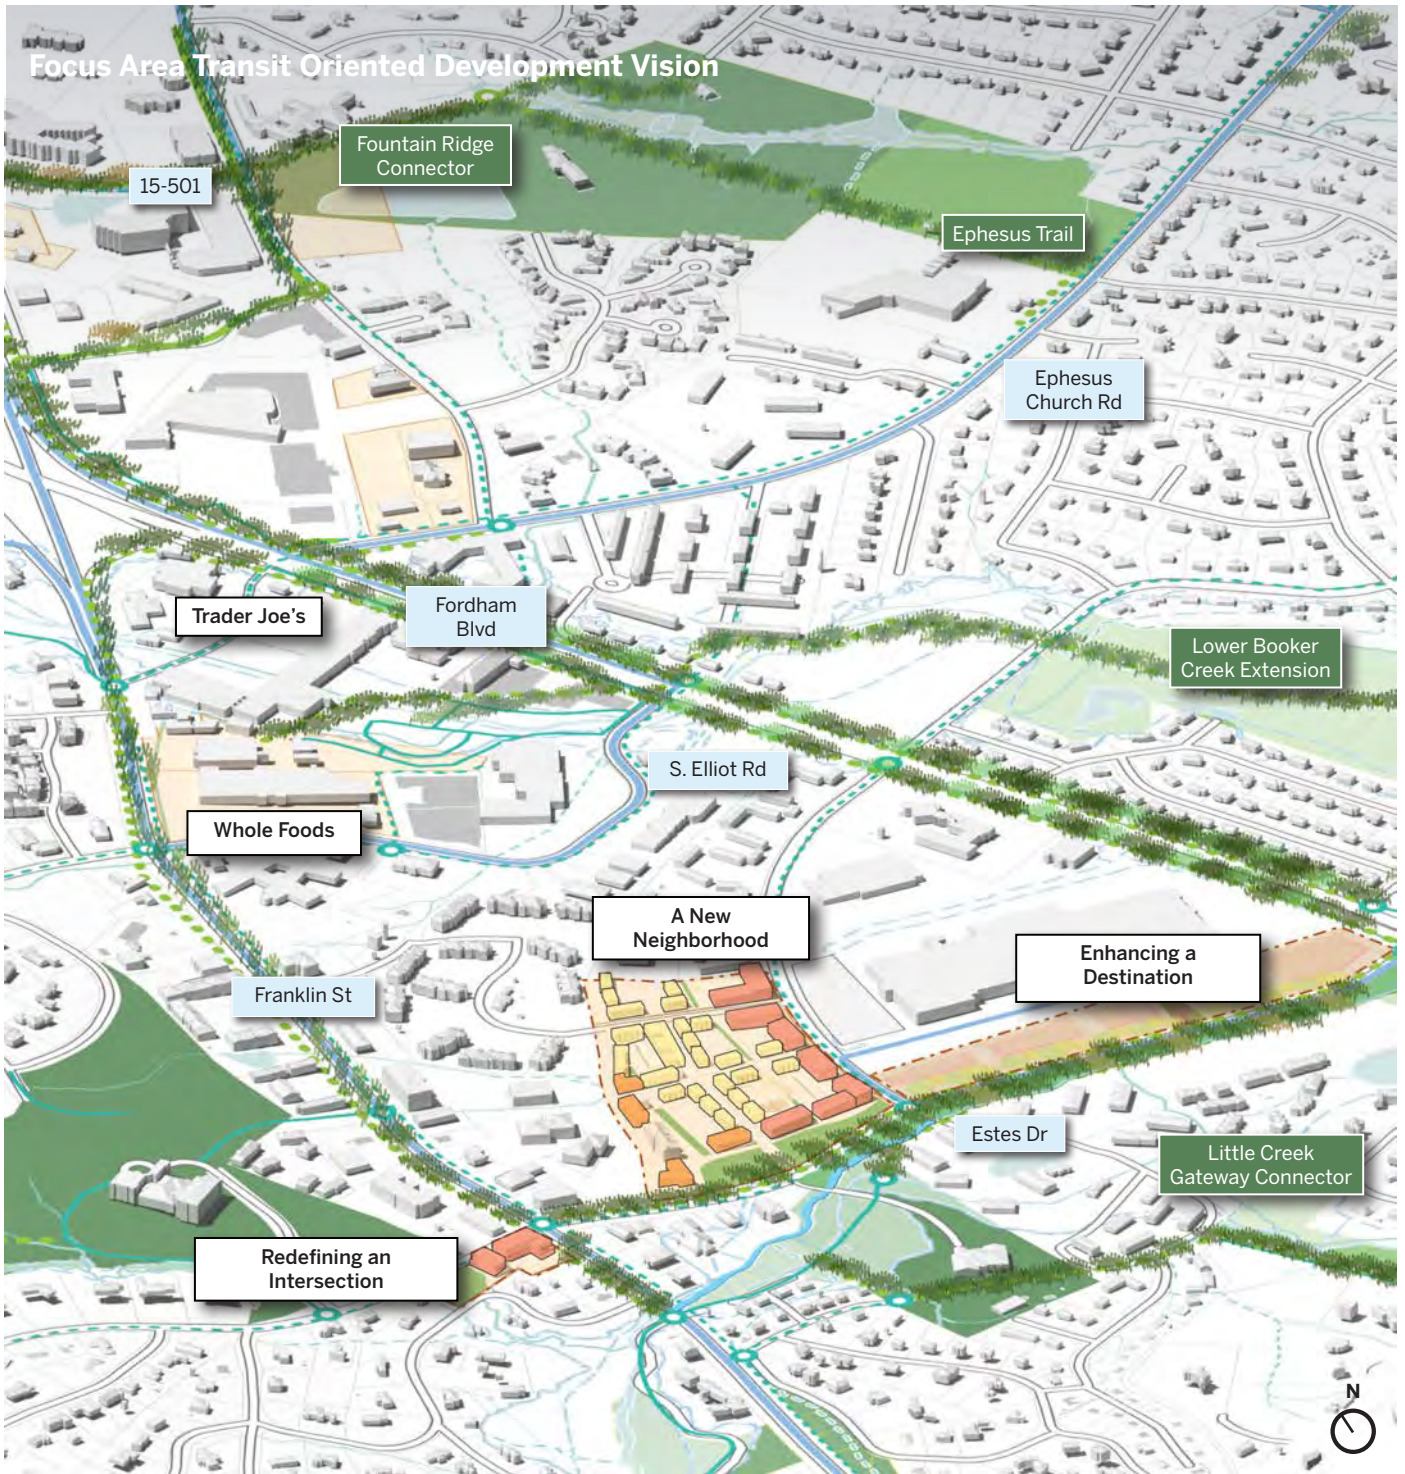 Focus Area Transit Oriented Development Vision
Fountain Ridge
Connector
15-501
Ephesus Trail
Ephesus
Church Rd
Trader Joe's
Fordham
Blvd
Lower Booker
Creek Extension
S. Elliot Rd
Whole Foods
A New
Neighborhood
Enhancing a
Destination
Franklin St
Estes Dr
Little Creek
Gateway Connector
Redefining an
Intersection
N